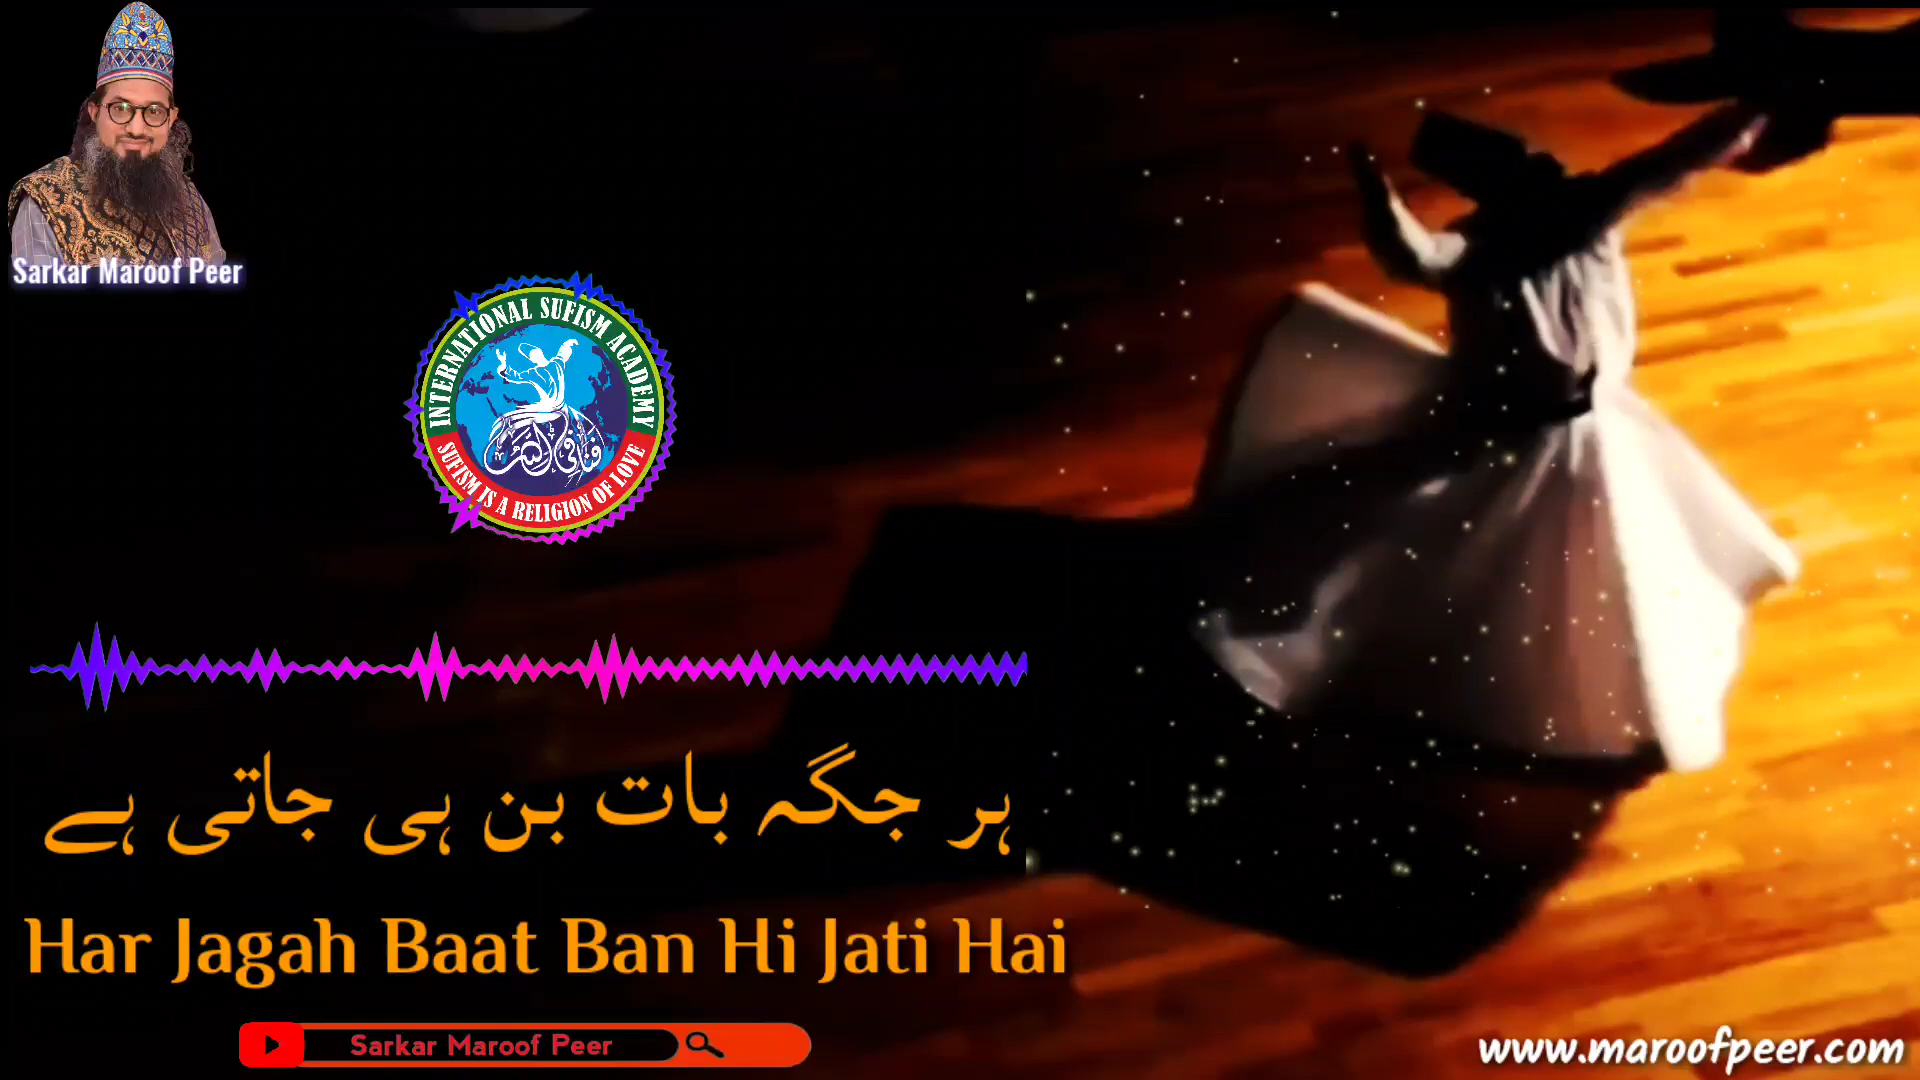 Sarkar Maroof Peer
INTERNATIONAL SUFISM ACADEMY
SUFISM IS A RELIGION OF LOVE
ہر جگہ بات بن ہی جاتی ہے
Har Jagah Baat Ban Hi Jati Hai
Sarkar Maroof Peer
www.maroofpeer.com